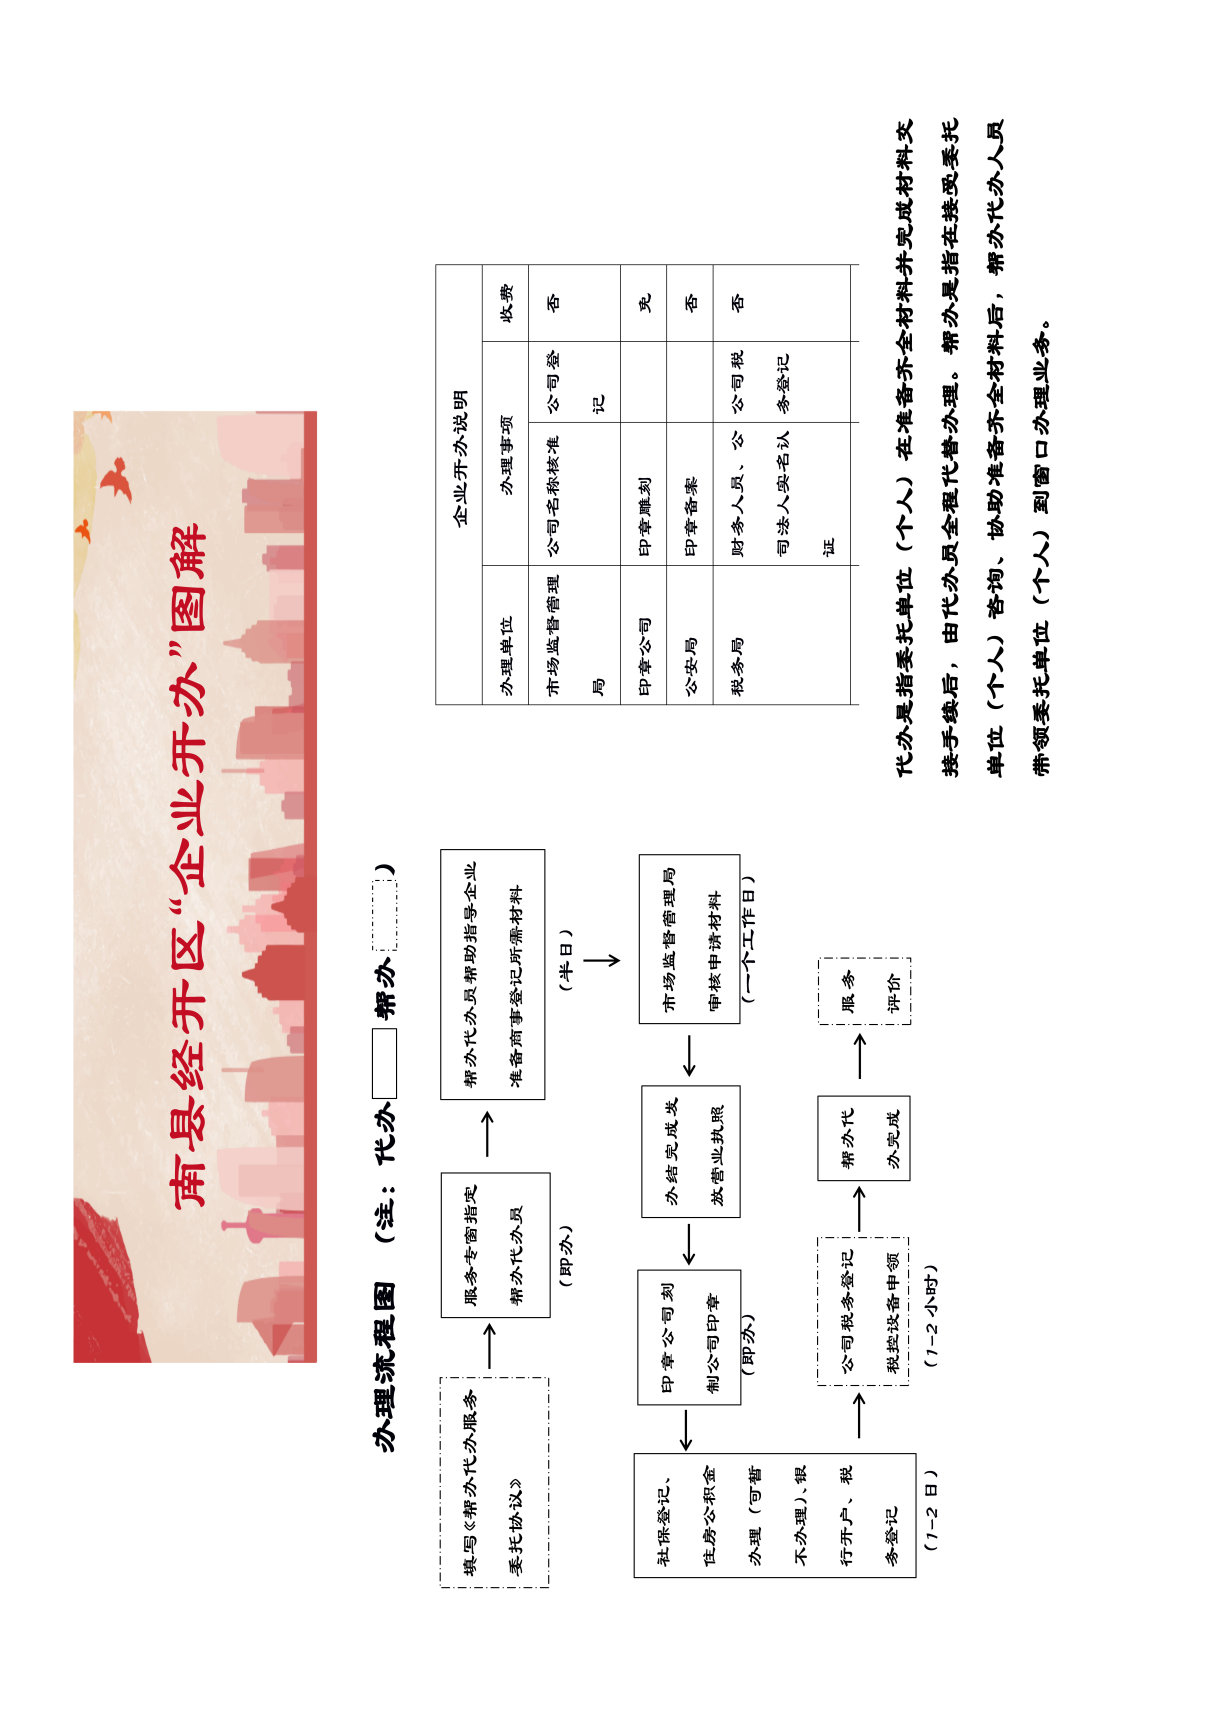 南县经开区“企业开办”图解
办理流程图 （注：代办 帮办 ）
填写《帮办代办服务
委托协议》
服务专窗指定
帮办代办员
（即办）
帮办代办员帮助指导企业
准备商事登记所需材料
（半日）
市场监督管理局
审核申请材料
（一个工作日）
办结完成发
放营业执照
印章公司刻
制公司印章
（即办）
社保登记、
住房公积金
办理（可暂
不办理）、银
行开户、税
务登记
（1-2 日）
公司税务登记
税控设备申领
（1-2 小时）
帮办代
办完成
服务
评价
企业开办说明
办理单位 办理事项 收费
市场监督管理 公司名称核准 公司登 否
局 记
印章公司 印章雕刻 免
公安局 印章备案 否
税务局 财务人员、公 公司税 否
司法人实名认 务登记
证
代办是指委托单位（个人）在准备齐全材料并完成材料交
接手续后，由代办员全程代替办理。帮办是指在接受委托
单位（个人）咨询、协助准备齐全材料后，帮办代办人员
带领委托单位（个人）到窗口办理业务。